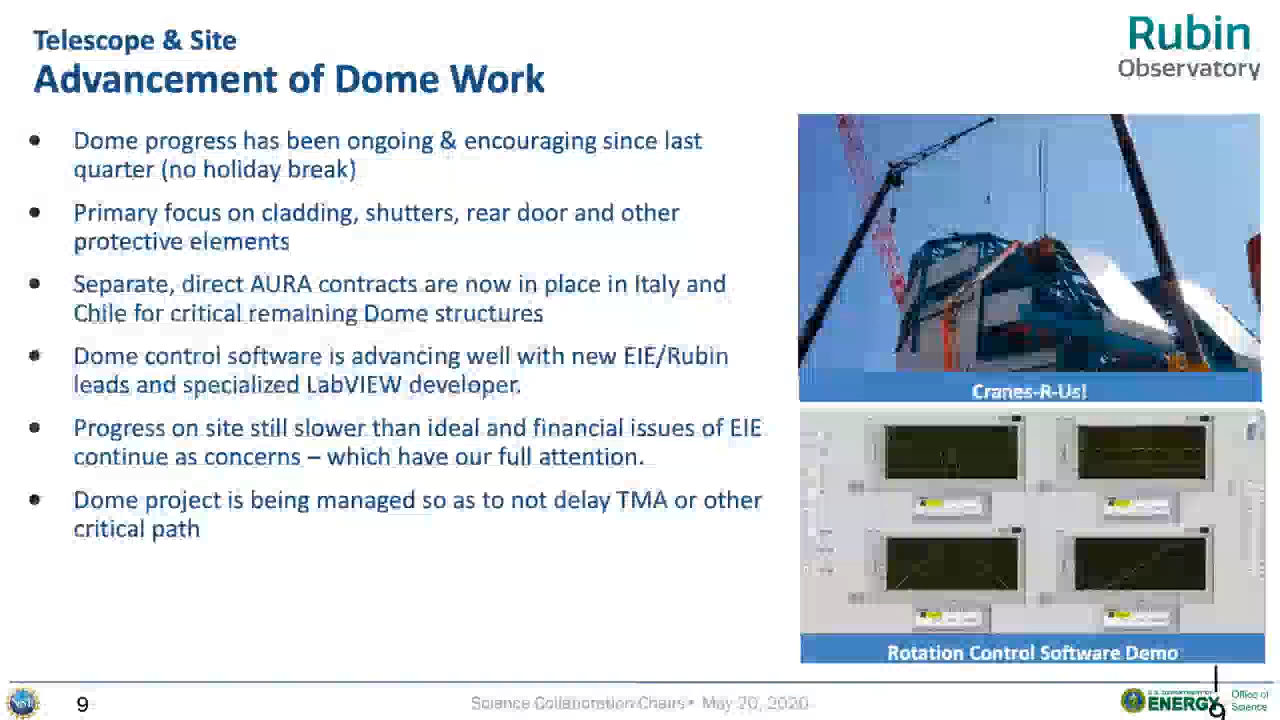 Telescope & Site
Advancement of Dome Work
Rubin
Observatory
• Dome progress has been ongoing & encouraging since last
quarter (no holiday break)
• Primary focus on cladding, shutters, rear door and other
protective elements
• Separate, direct AURA contracts are now in place in Italy and
Chile for critical remaining Dome structures
• Dome control software is advancing well with new EIE/Rubin
leads and specialized LabVIEW developer.
• Progress on site still slower than ideal and financial issues of EIE
continue as concerns – which have our full attention.
• Dome project is being managed so as to not delay TMA or other
critical path
Cranes-R-Us!
Rotation Control Software Demo
NSF
9
Science Collaboration Chairs • May 20, 2020
U.S. DEPARTMENT OF
ENERGY
Office of
Science
9